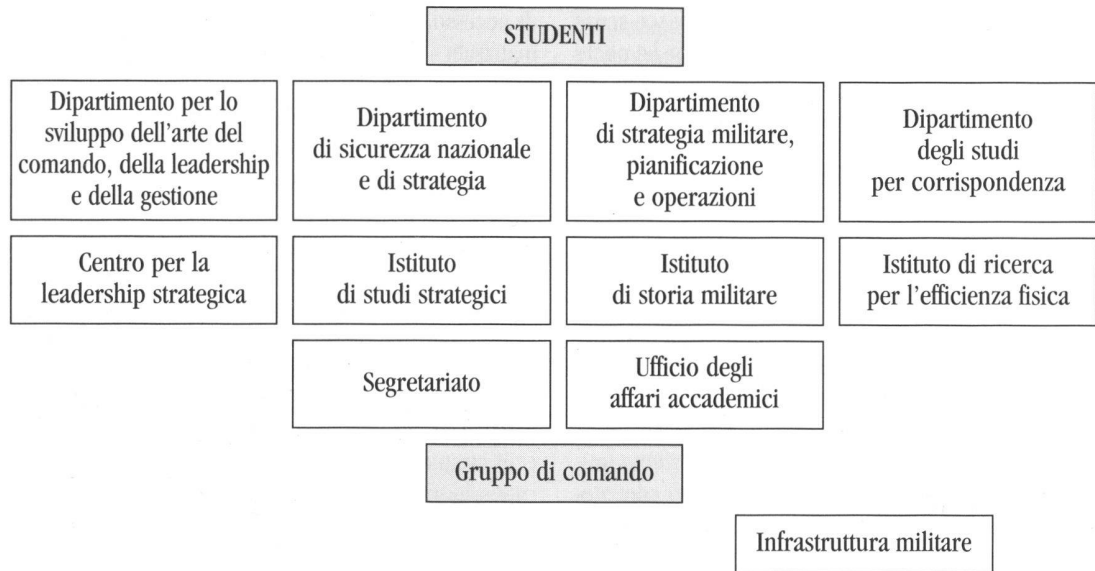 STUDENTI
Dipartimento per lo
sviluppo dell'arte del
comando, della leadership
e della gestione
Dipartimento
di sicurezza nazionale
e di strategia
Dipartimento
di strategia militare,
pianificazione
e operazioni
Dipartimento
degli studi
per corrispondenza
Centro per la
leadership strategica
Istituto
di studi strategici
Istituto
di storia militare
Istituto di ricerca
per l'efficienza fisica
Segretariato
Ufficio degli
affari accademici
Gruppo di comando
Infrastruttura militare